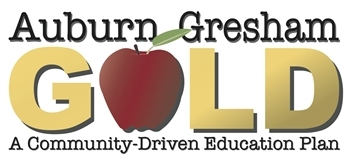 Auburn Gresham
GOLD
A Community-Driven Education Plan